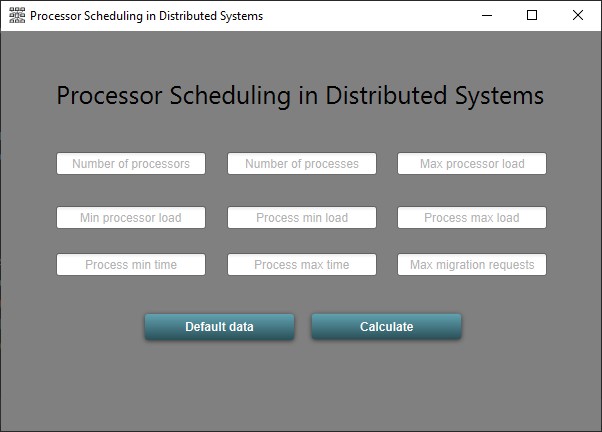 Processor Scheduling in Distributed Systems
Processor Scheduling in Distributed Systems
Number of processors Number of processes Max processor load
Min processor load Process min load Process max load
Process min time Process max time Max migration requests
Default data Calculate